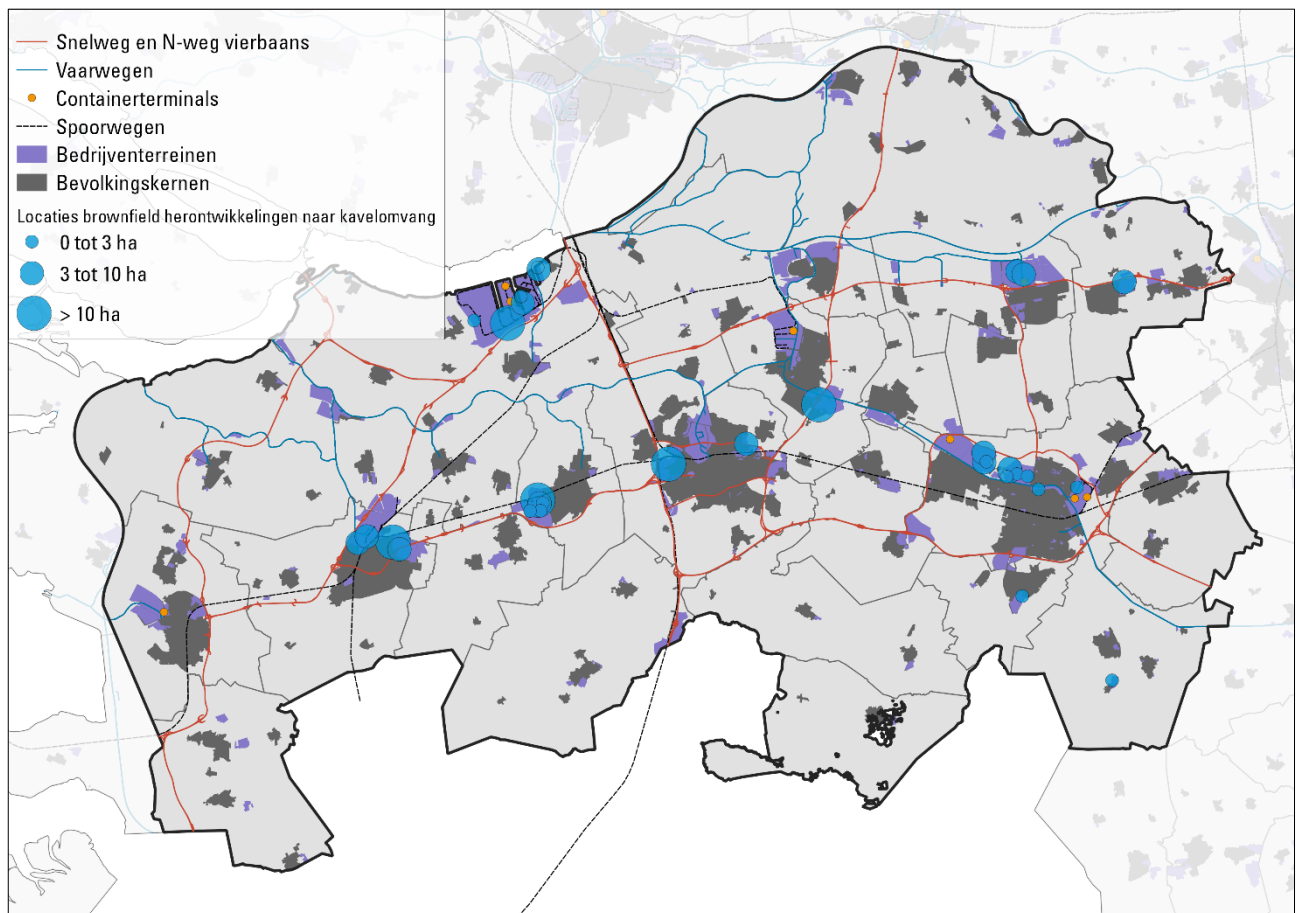 Snelweg en N-weg vierbaans
Vaarwegen
Containerterminals
Spoorwegen
Bedrijventerreinen
Bevolkingskernen
Locaties brownfield herontwikkelingen naar kavelomvang
0 tot 3 ha
3 tot 10 ha
> 10 ha